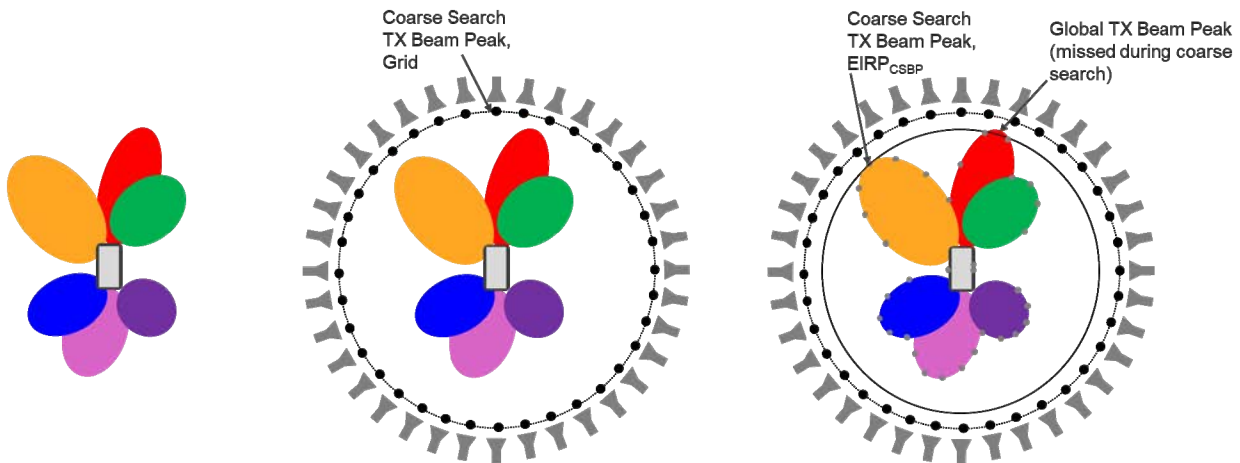 Coarse Search
TX Beam Peak,
Grid
Coarse Search
TX Beam Peak,
EIRPCSBP
Global TX Beam Peak
(missed during coarse
search)